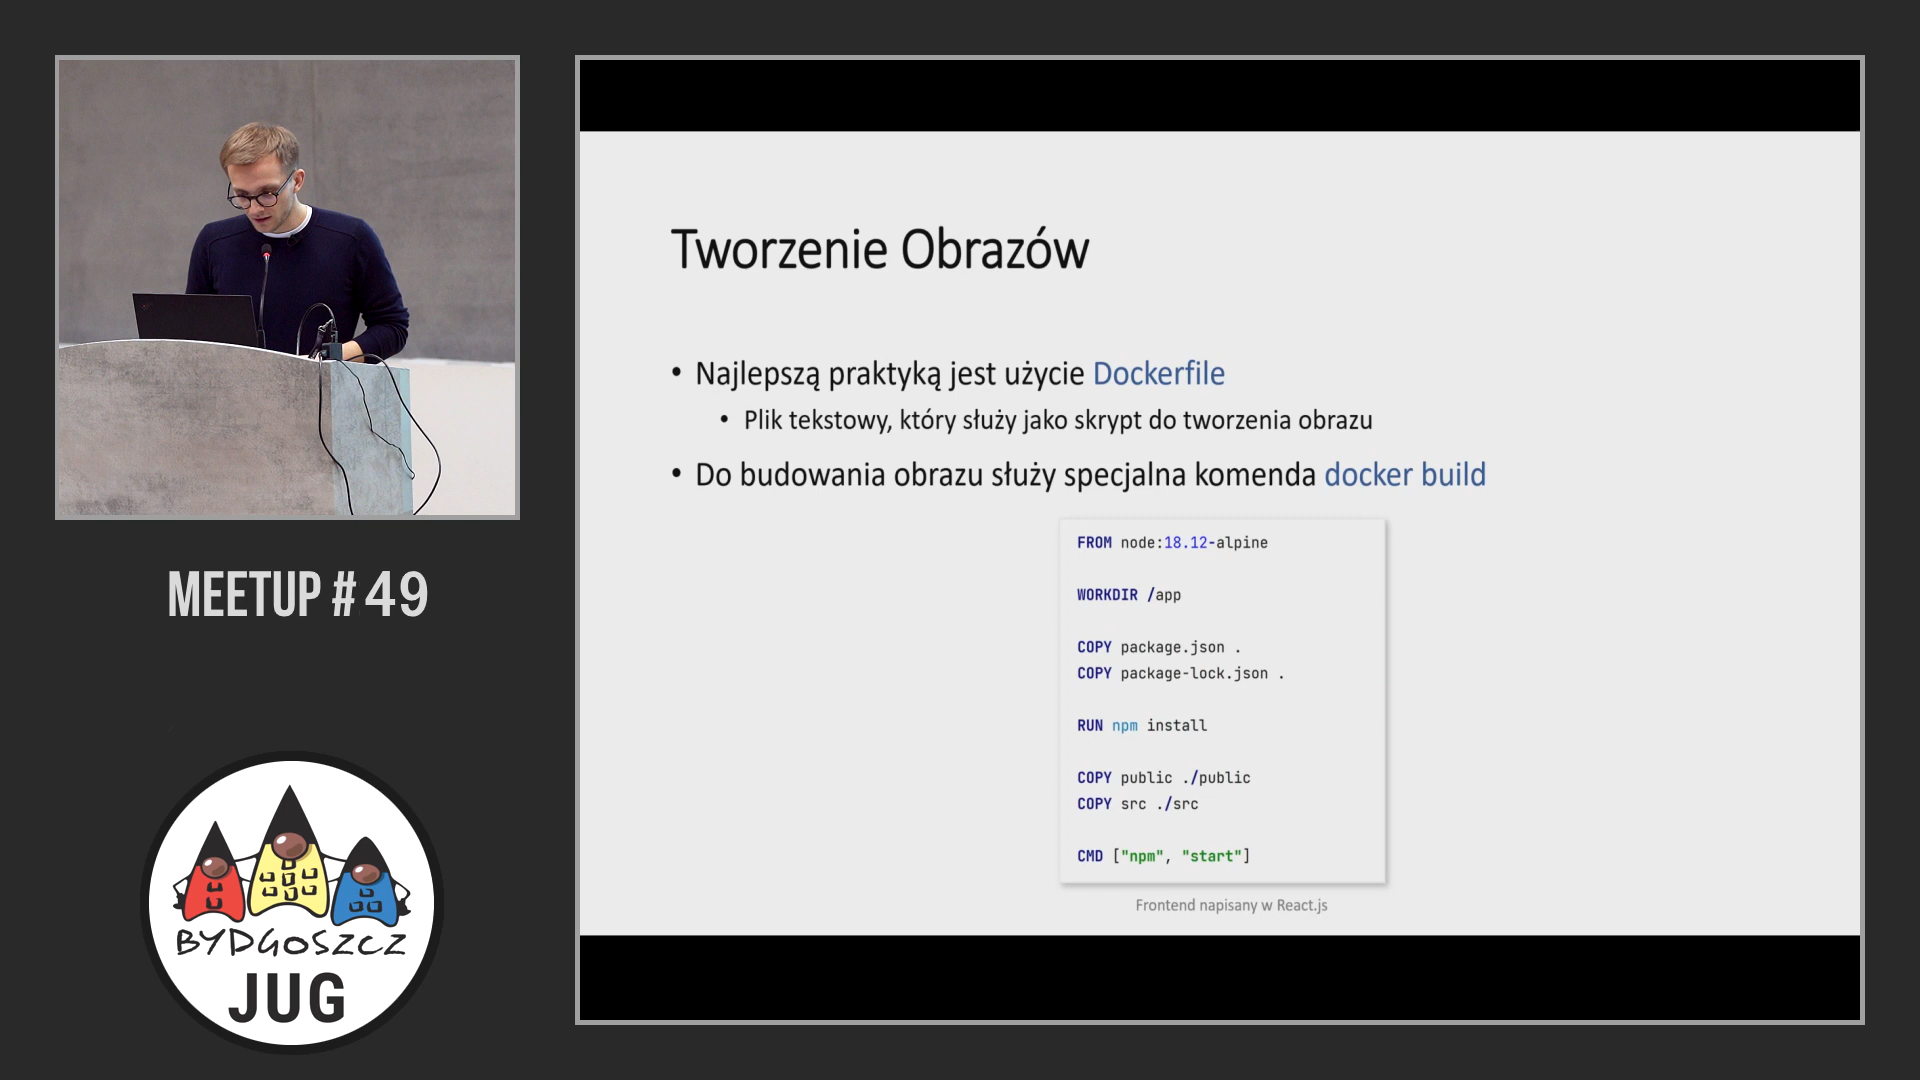 Tworzenie Obrazów
• Najlepszą praktyką jest użycie Dockerfile
• Plik tekstowy, który służy jako skrypt do tworzenia obrazu
• Do budowania obrazu służy specjalna komenda docker build
FROM node:18.12-alpine
WORKDIR /app
COPY package.json .
COPY package-lock.json .
RUN npm install
COPY public ./public
COPY src ./src
CMD ["npm", "start"]
Frontend napisany w React.js
MEETUP #49
BYDGOSZCZ
JUG